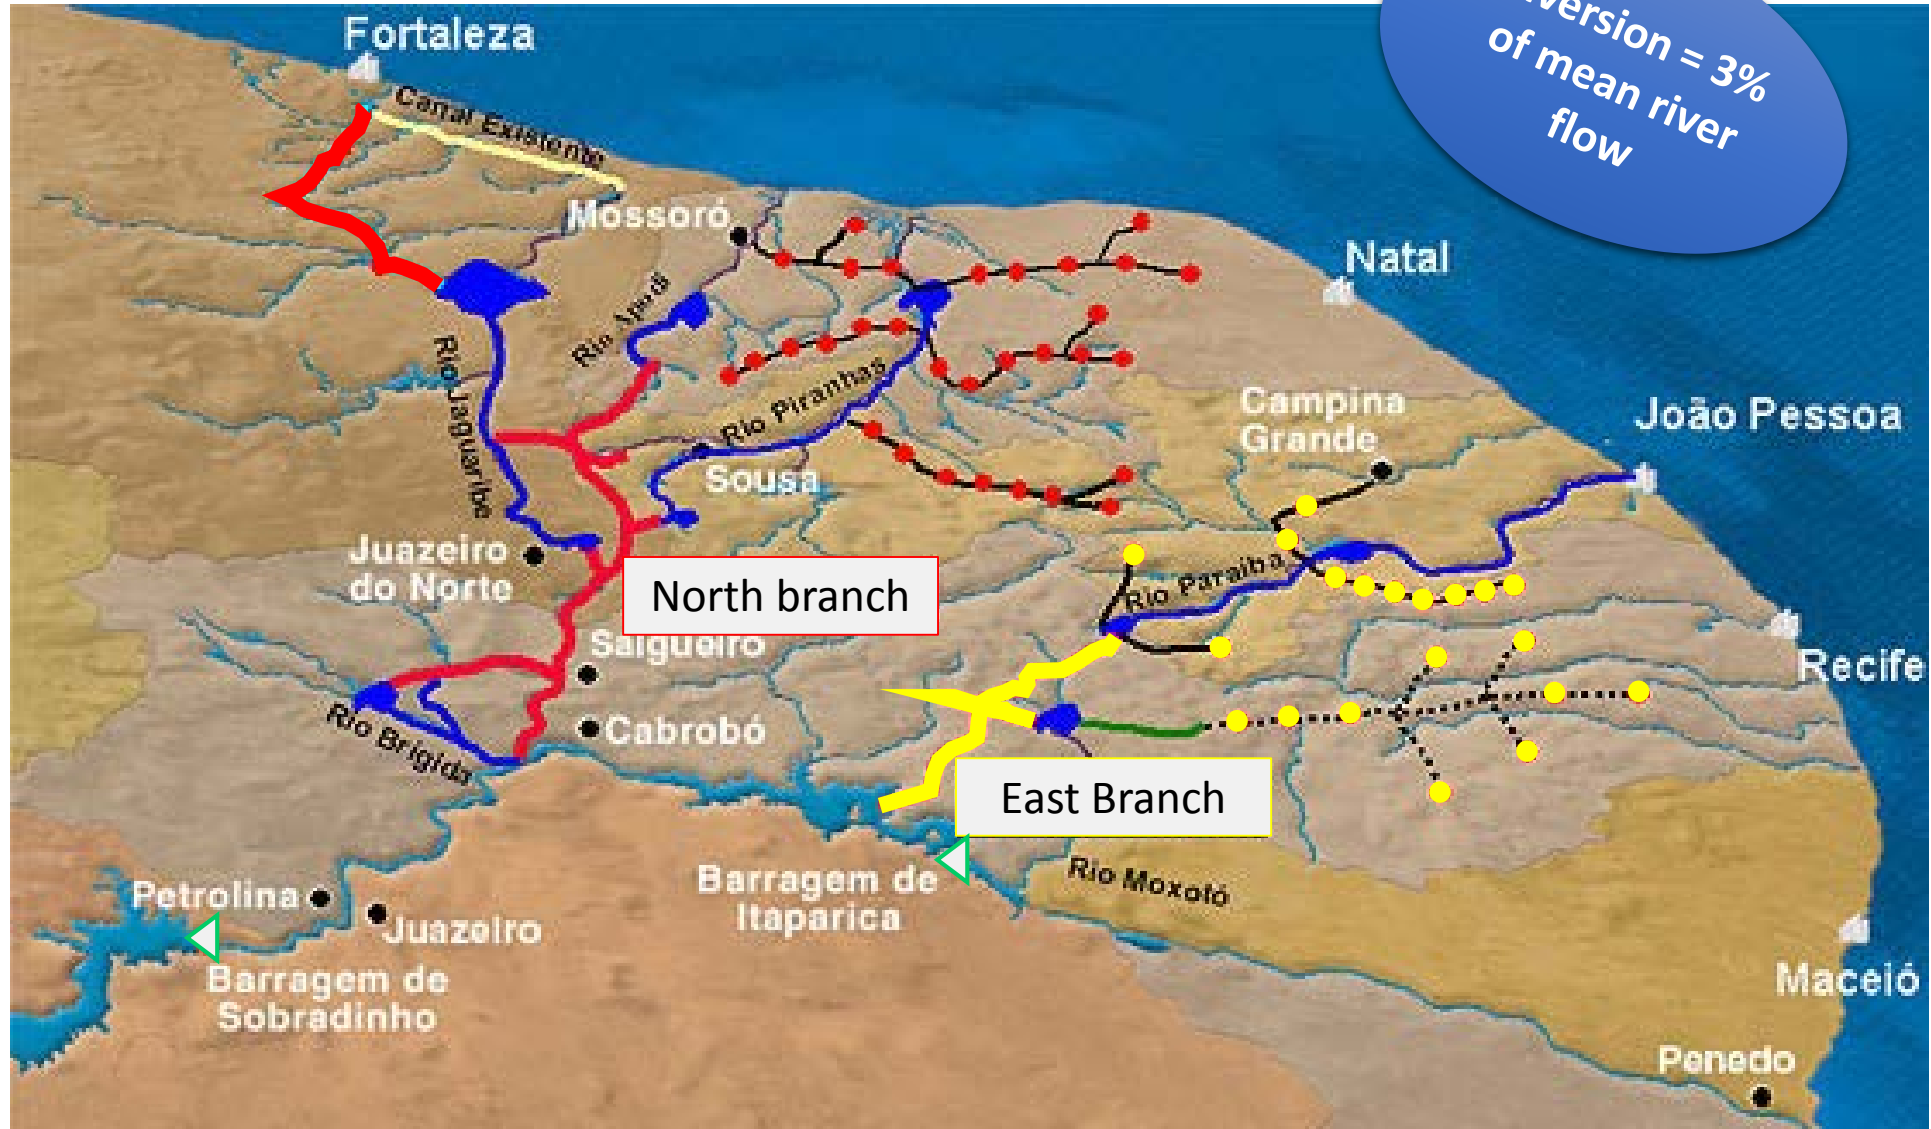 Fortaleza
Canal Existente
version = 3%
of mean river
flow
Mossoró
Natal
Rio Apodi
Rio Jaguaribe
Rio Piranhas
Campina
Grande
João Pessoa
Sousa
Juazeiro
do Norte
North branch
Rio Paraiba
Salgueiro
Recife
Rio Brigida
Cabrobó
East Branch
Barragem de
Itaparica
Rio Moxotó
Petrolina
Juazeiro
Barragem de
Sobradinho
Maceió
Penedo